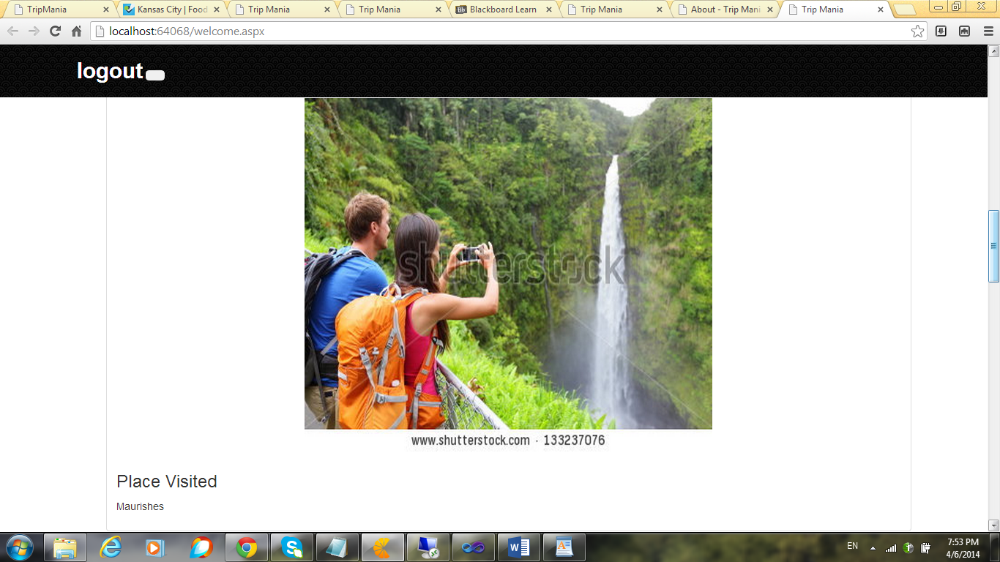 TripMania
Kansas City | Food
Trip Mania
Trip Mania
Bb
Blackboard Learn
Trip Mania
About - Trip Mani
Trip Mania
localhost:64068/welcome.aspx
logout
shutterstock
www.shutterstock.com · 133237076
Place Visited
Maurishes
EN
7:53 PM
4/6/2014